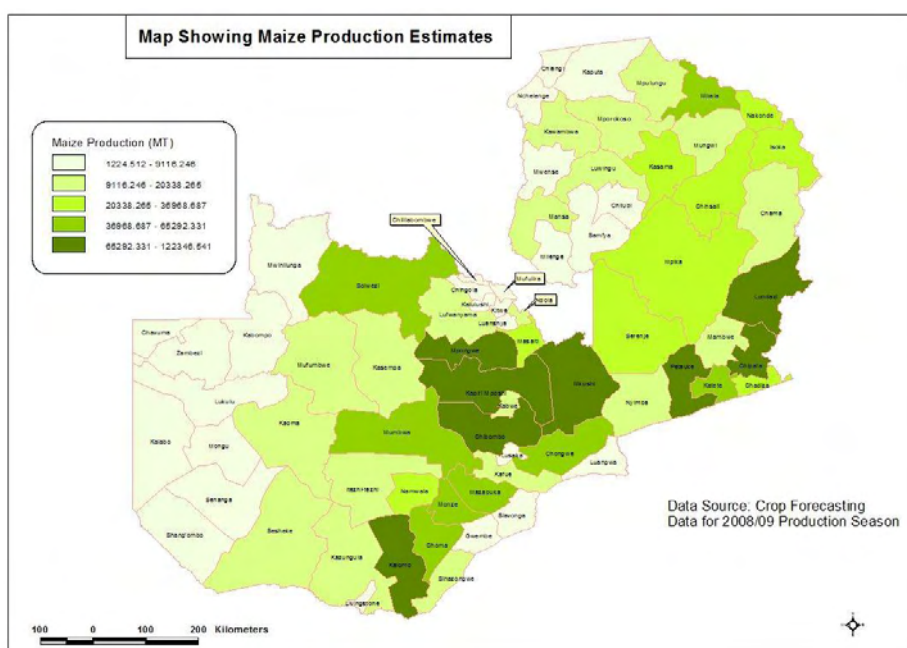 Map Showing Maize Production Estimates
Maize Production (MT)
1224.512 - 9116.246
9116.246 - 20338.265
20338.265 - 36968.687
36968.687 - 65292.331
65292.331 - 122346.541
Chiengi
Kaputa
Nchelenge
Mpulungu
Mbala
Nakonde
Kawambwa
Mporokoso
Mungwi
Isoka
Mwense
Luwingu
Kasama
Chinsali
Chama
Mansa
Chilubi
Samfya
Milenge
Mpika
Chililabombwe
Mufulira
Ndola
Mwinilunga
Solwezi
Chingola
Kalulushi
Kitwe
Lufwanyama
Luanshya
Masaiti
Lundazi
Chavuma
Kabompo
Zambezi
Mufumbwe
Kasempa
Mpongwe
Serenje
Mambwe
Chipata
Petauke
Katete
Chadiza
Lukulu
Kapiri Mposhi
Mkushi
Nyimba
Kabwe
Kaoma
Kalabo
Mongu
Mumbwa
Chibombo
Chongwe
Lusaka
Luangwa
Kafue
Senanga
Itezhi-tezhi
Namwala
Mazabuka
Monze
Siavonga
Shang'ombo
Sesheke
Gwembe
Choma
Kazungula
Kalomo
Sinazongwe
Livingstone
Data Source: Crop Forecasting
Data for 2008/09 Production Season
100 0 100 200 Kilometers